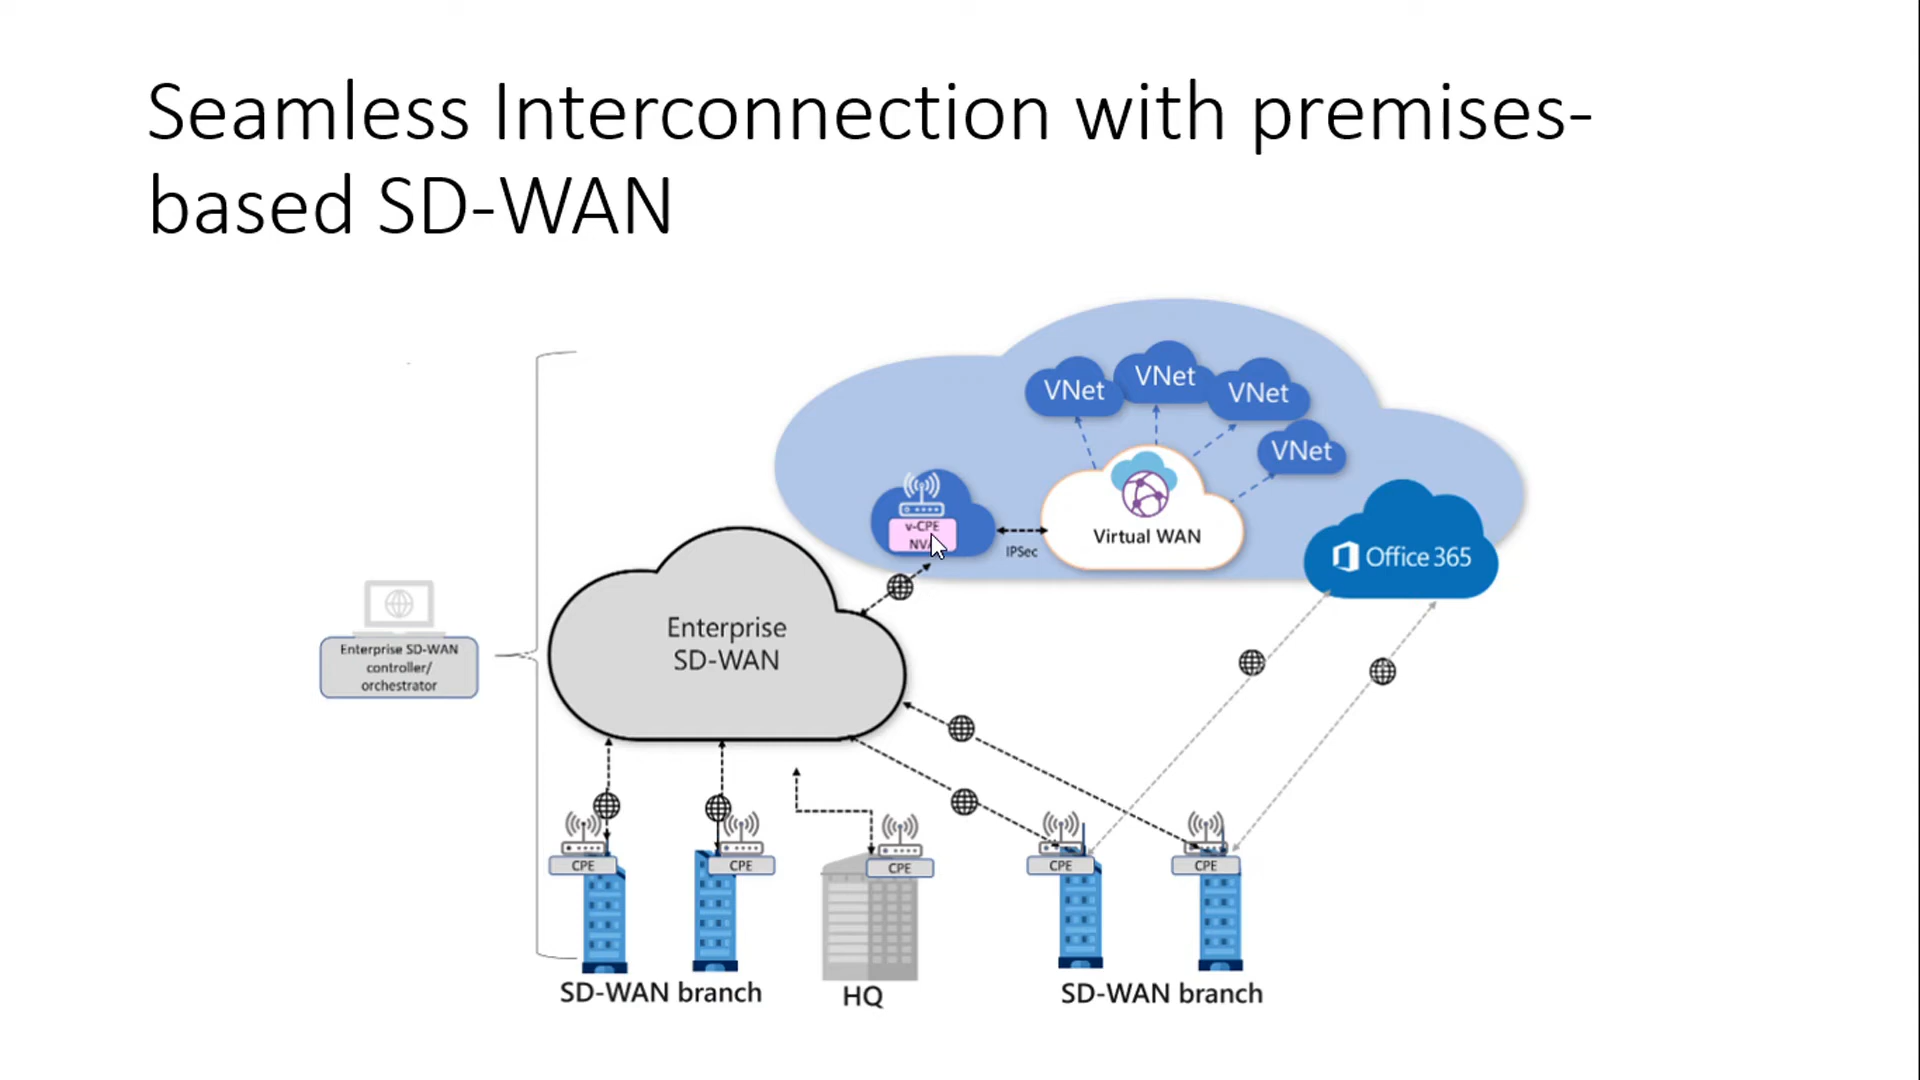 Seamless Interconnection with premises-
based SD-WAN
VNet
VNet
VNet
VNet
v-CPE
Virtual WAN
IPSec
Office 365
Enterprise
SD-WAN
Enterprise SD-WAN
controller/
orchestrator
CPE
CPE
CPE
CPE
CPE
SD-WAN branch
HQ
SD-WAN branch